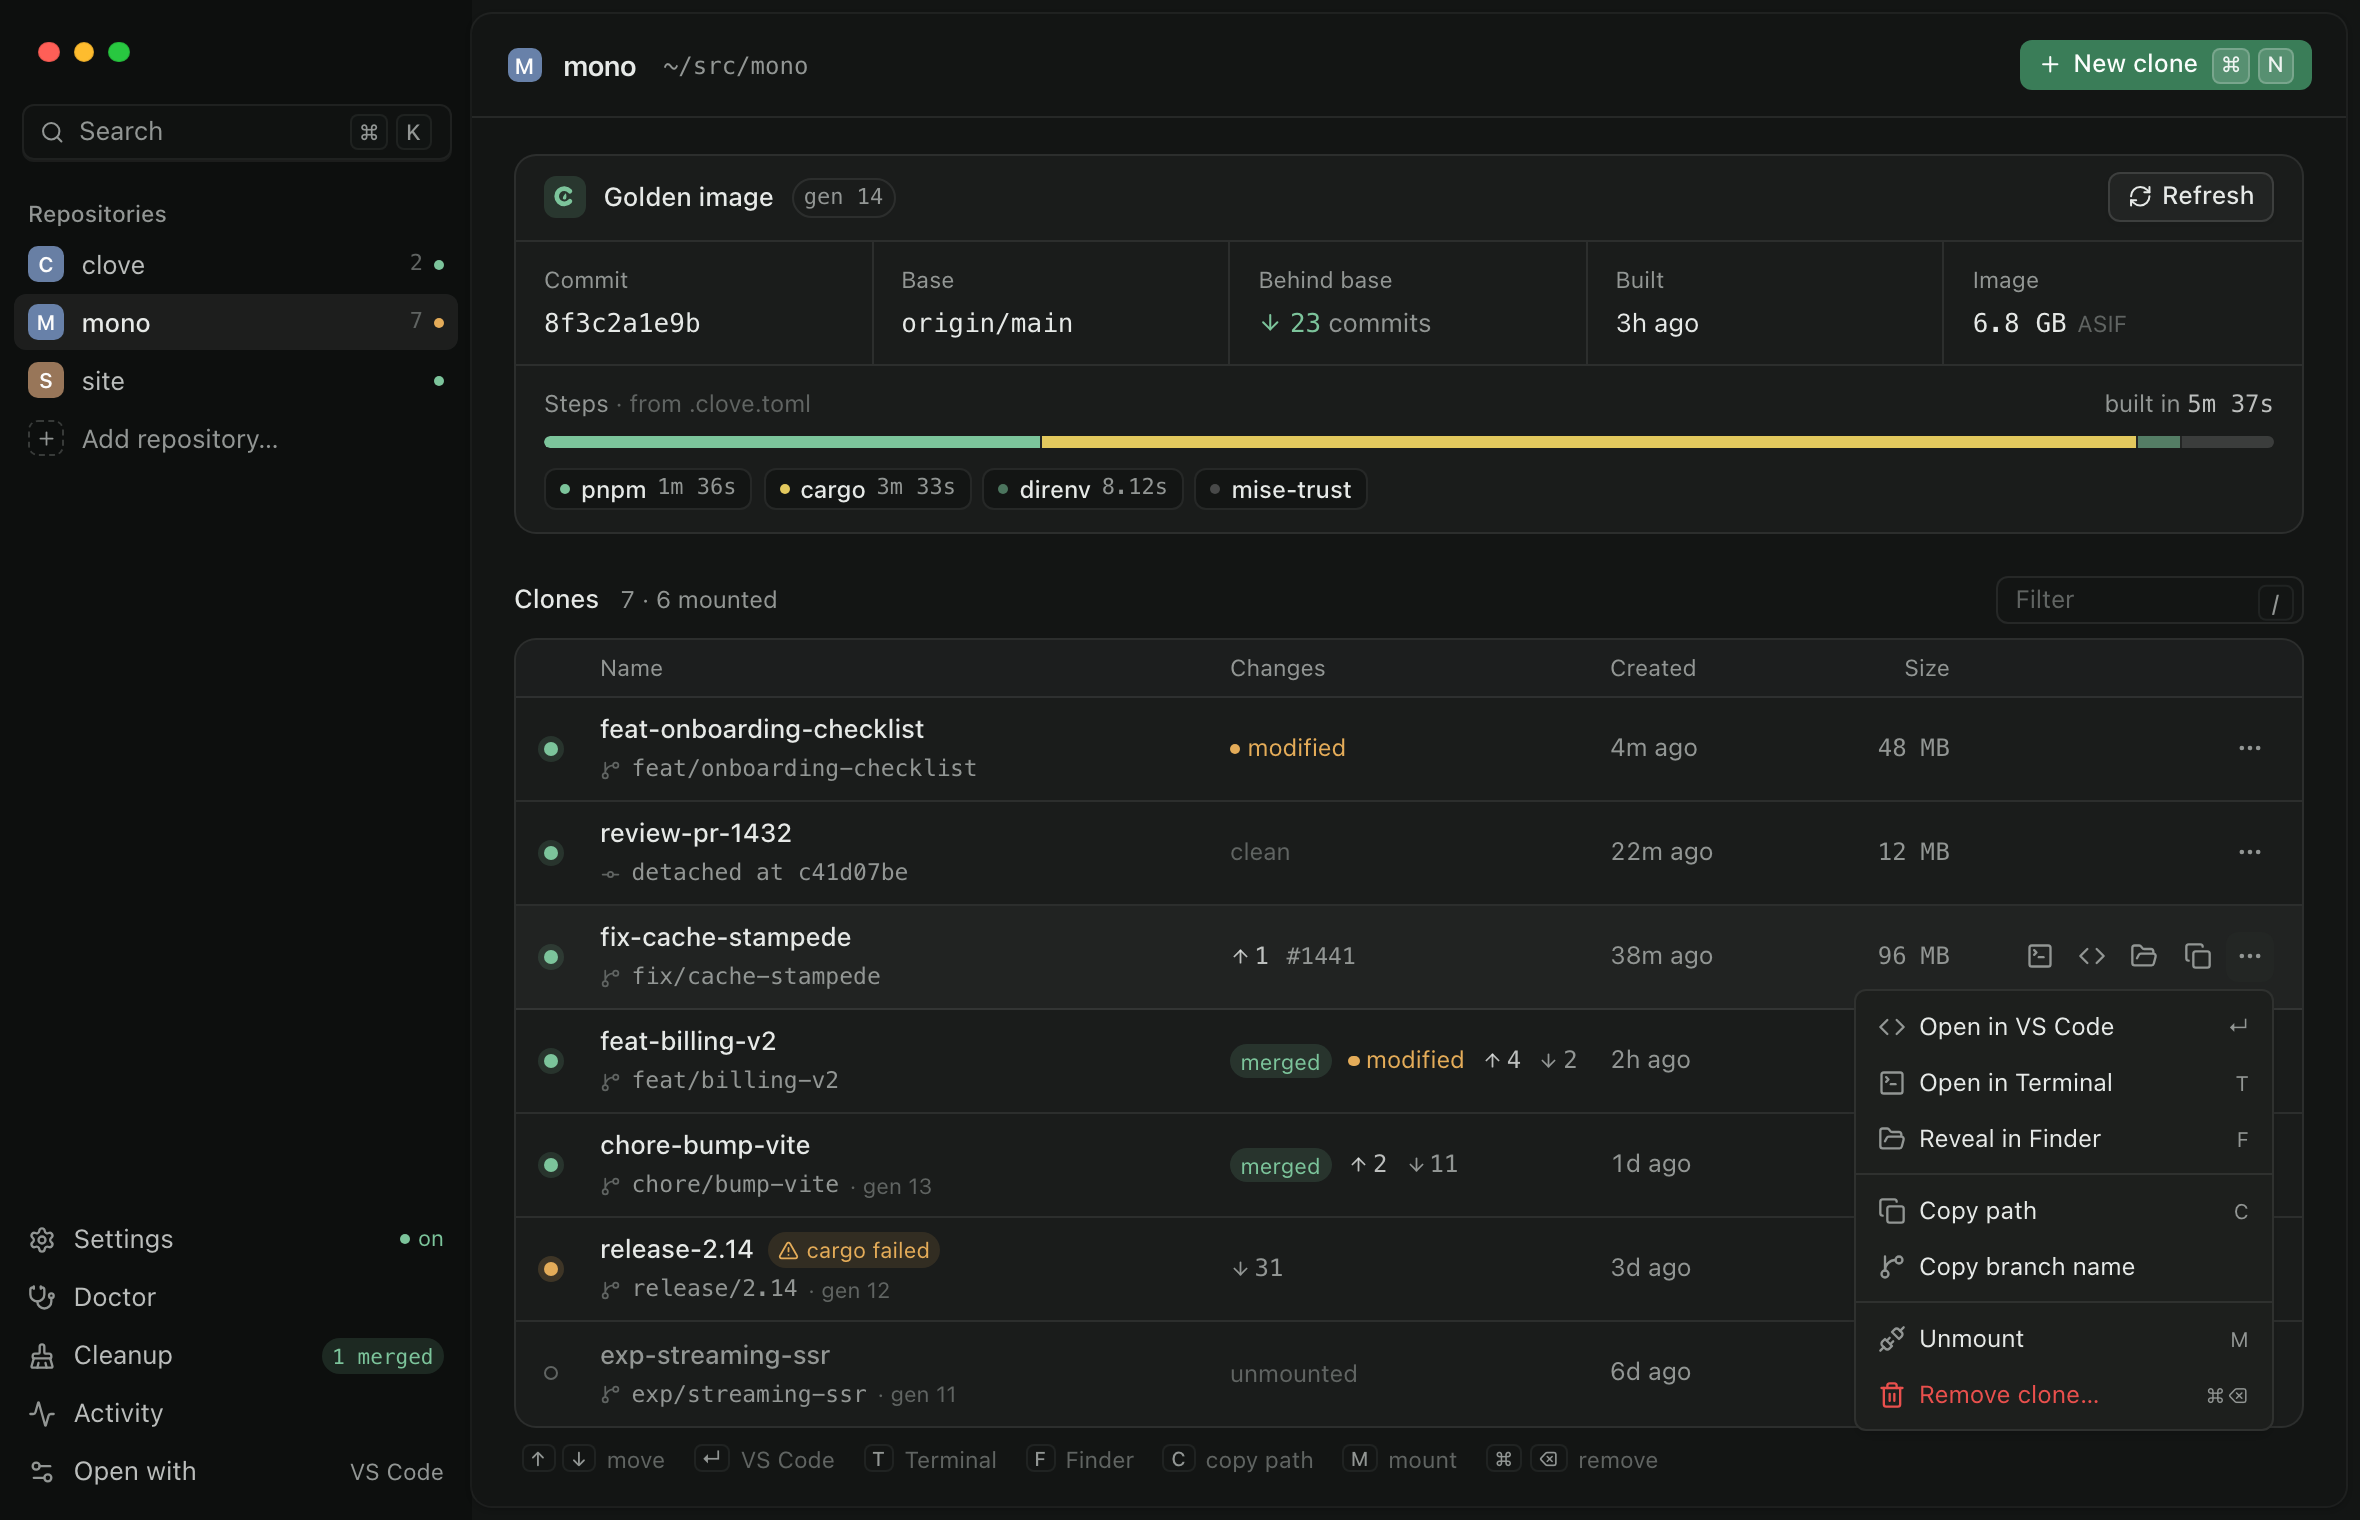 Search ⌘ K
Repositories
C clove 2
M mono 7
S site
+ Add repository...
Settings on
Doctor
Cleanup 1 merged
Activity
Open with VS Code
M mono ~/src/mono
+ New clone ⌘ N
Golden image gen 14
Refresh
Commit
8f3c2a1e9b
Base
origin/main
Behind base
↓ 23 commits
Built
3h ago
Image
6.8 GB ASIF
Steps · from .clove.toml
built in 5m 37s
pnpm 1m 36s
cargo 3m 33s
direnv 8.12s
mise-trust
Clones 7 · 6 mounted
Filter /
Name Changes Created Size
feat-onboarding-checklist
feat/onboarding-checklist
modified 4m ago 48 MB ···
review-pr-1432
detached at c41d07be
clean 22m ago 12 MB ···
fix-cache-stampede
fix/cache-stampede
↑1 #1441 38m ago 96 MB ···
feat-billing-v2
feat/billing-v2
merged modified ↑4 ↓2 2h ago
chore-bump-vite
chore/bump-vite · gen 13
merged ↑2 ↓11 1d ago
release-2.14 cargo failed
release/2.14 · gen 12
↓31 3d ago
exp-streaming-ssr
exp/streaming-ssr · gen 11
unmounted 6d ago
Open in VS Code ↵
Open in Terminal T
Reveal in Finder F
Copy path C
Copy branch name
Unmount M
Remove clone... ⌘⌫
↑ ↓ move ↵ VS Code T Terminal F Finder C copy path M mount ⌘ ⌫ remove